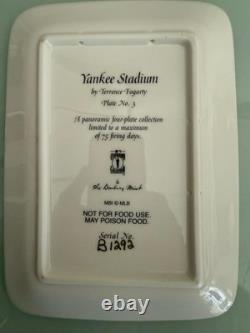 Yankee Stadium
by Terrence Fogarty
Plate No. 3
A panoramic four-plate collection
limited to a maximum
of 75 firing days.
&
The Danbury Mint
MBI © MLB
NOT FOR FOOD USE.
MAY POISON FOOD.
Serial No.
B1292